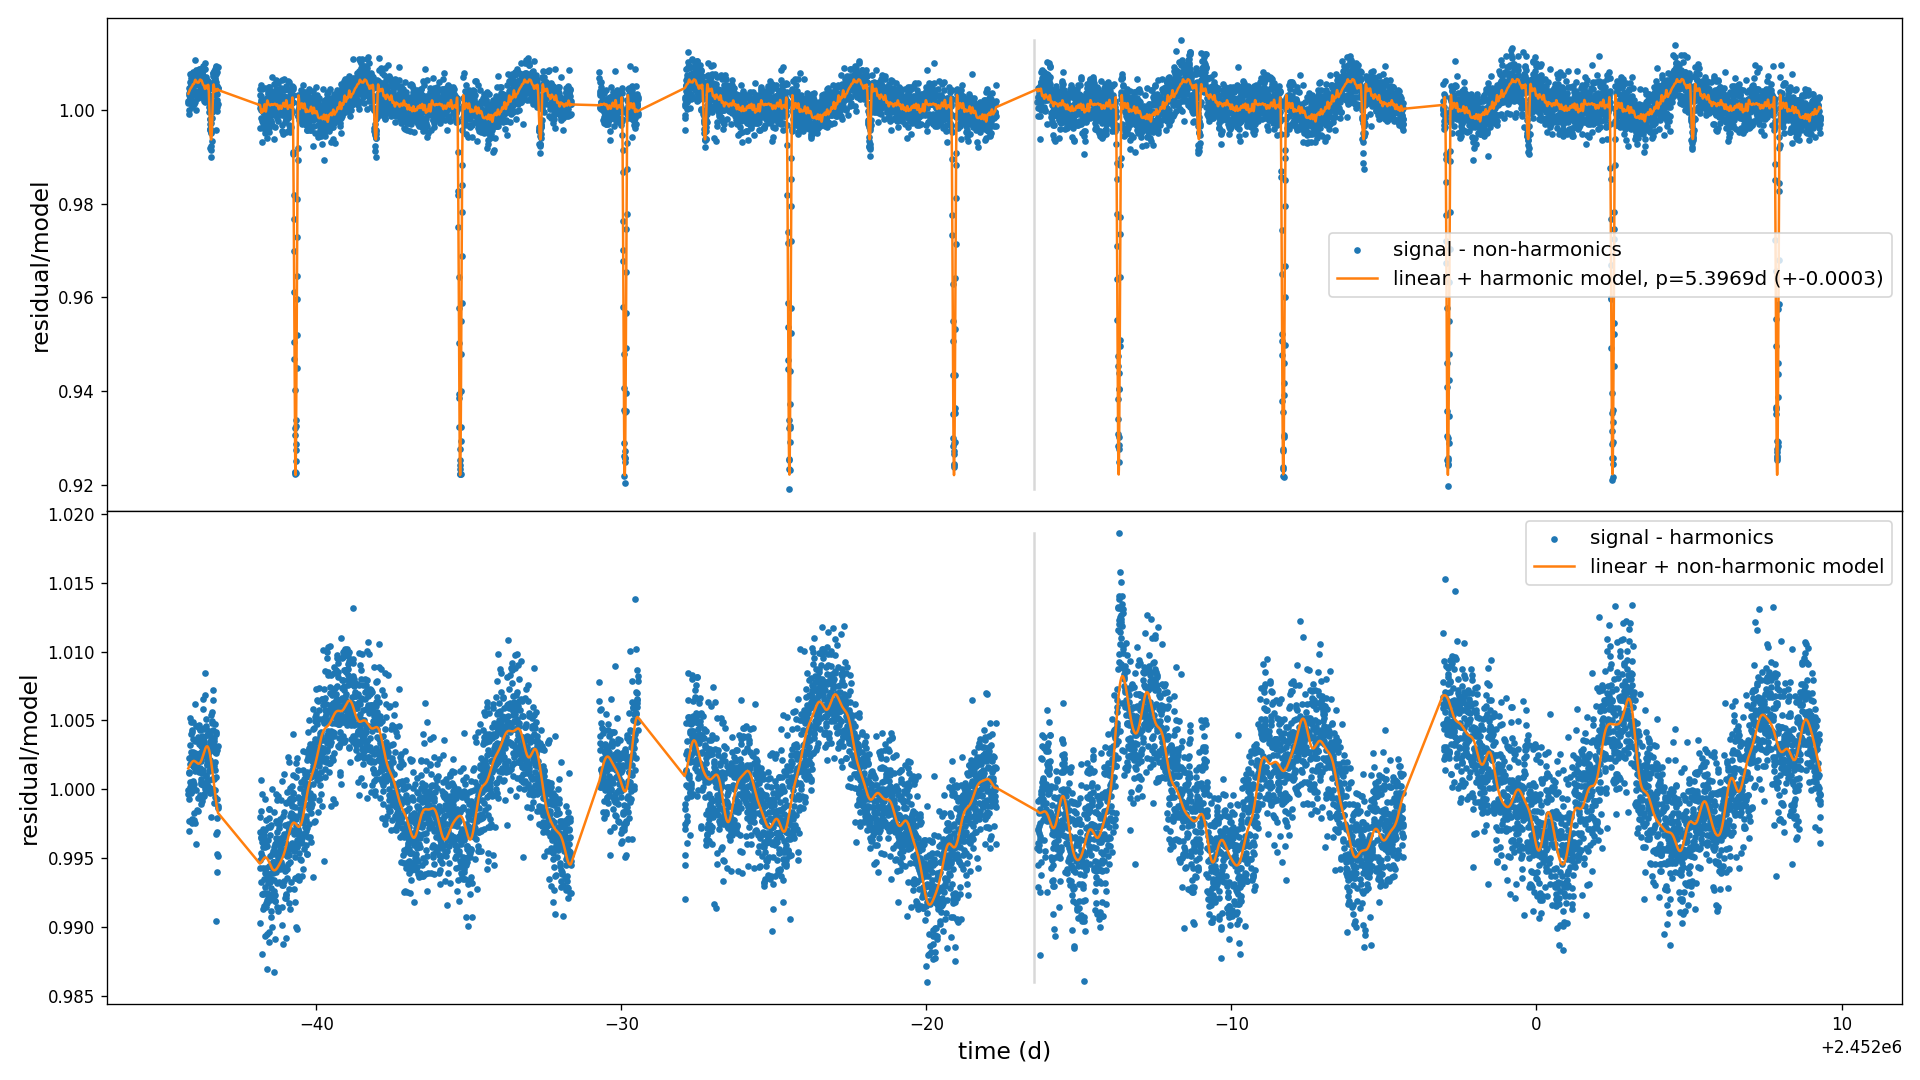 1.00
0.98
0.96
0.94
0.92
residual/model
signal - non-harmonics
linear + harmonic model, p=5.3969d (+-0.0003)
1.020
1.015
1.010
1.005
1.000
0.995
0.990
0.985
residual/model
signal - harmonics
linear + non-harmonic model
−40 −30 −20 −10 0 10
time (d)
+2.452e6